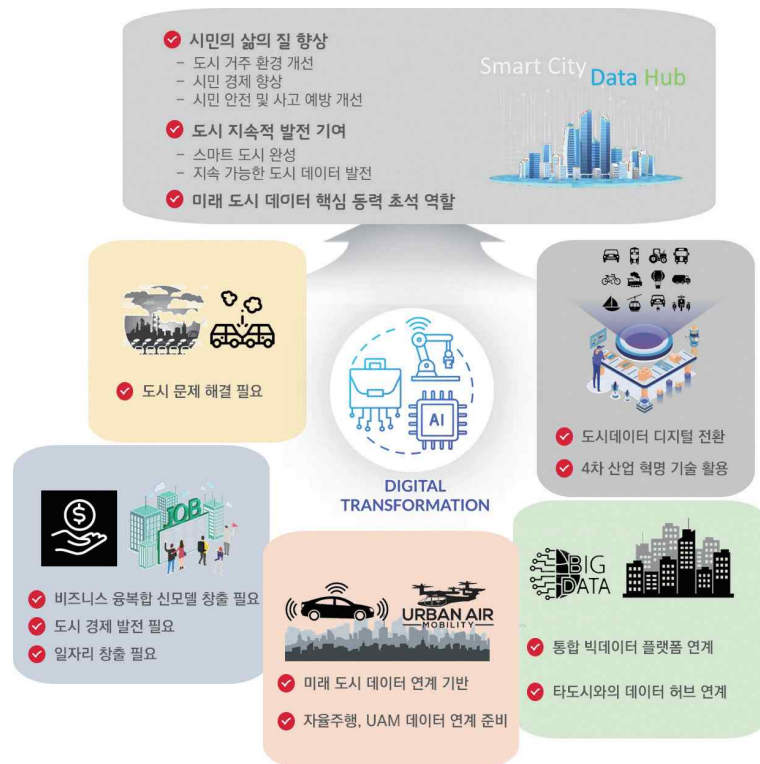 시민의 삶의 질 향상
– 도시 거주 환경 개선
– 시민 경제 향상
– 시민 안전 및 사고 예방 개선
도시 지속적 발전 기여
– 스마트 도시 완성
– 지속 가능한 도시 데이터 발전
미래 도시 데이터 핵심 동력 초석 역할
Smart City
Data Hub
도시 문제 해결 필요
AI
DIGITAL
TRANSFORMATION
도시데이터 디지털 전환
4차 산업 혁명 기술 활용
$
JOB
비즈니스 융복합 신모델 창출 필요
도시 경제 발전 필요
일자리 창출 필요
URBAN AIR
MOBILITY
미래 도시 데이터 연계 기반
자율주행, UAM 데이터 연계 준비
BIG
DATA
통합 빅데이터 플랫폼 연계
타도시와의 데이터 허브 연계